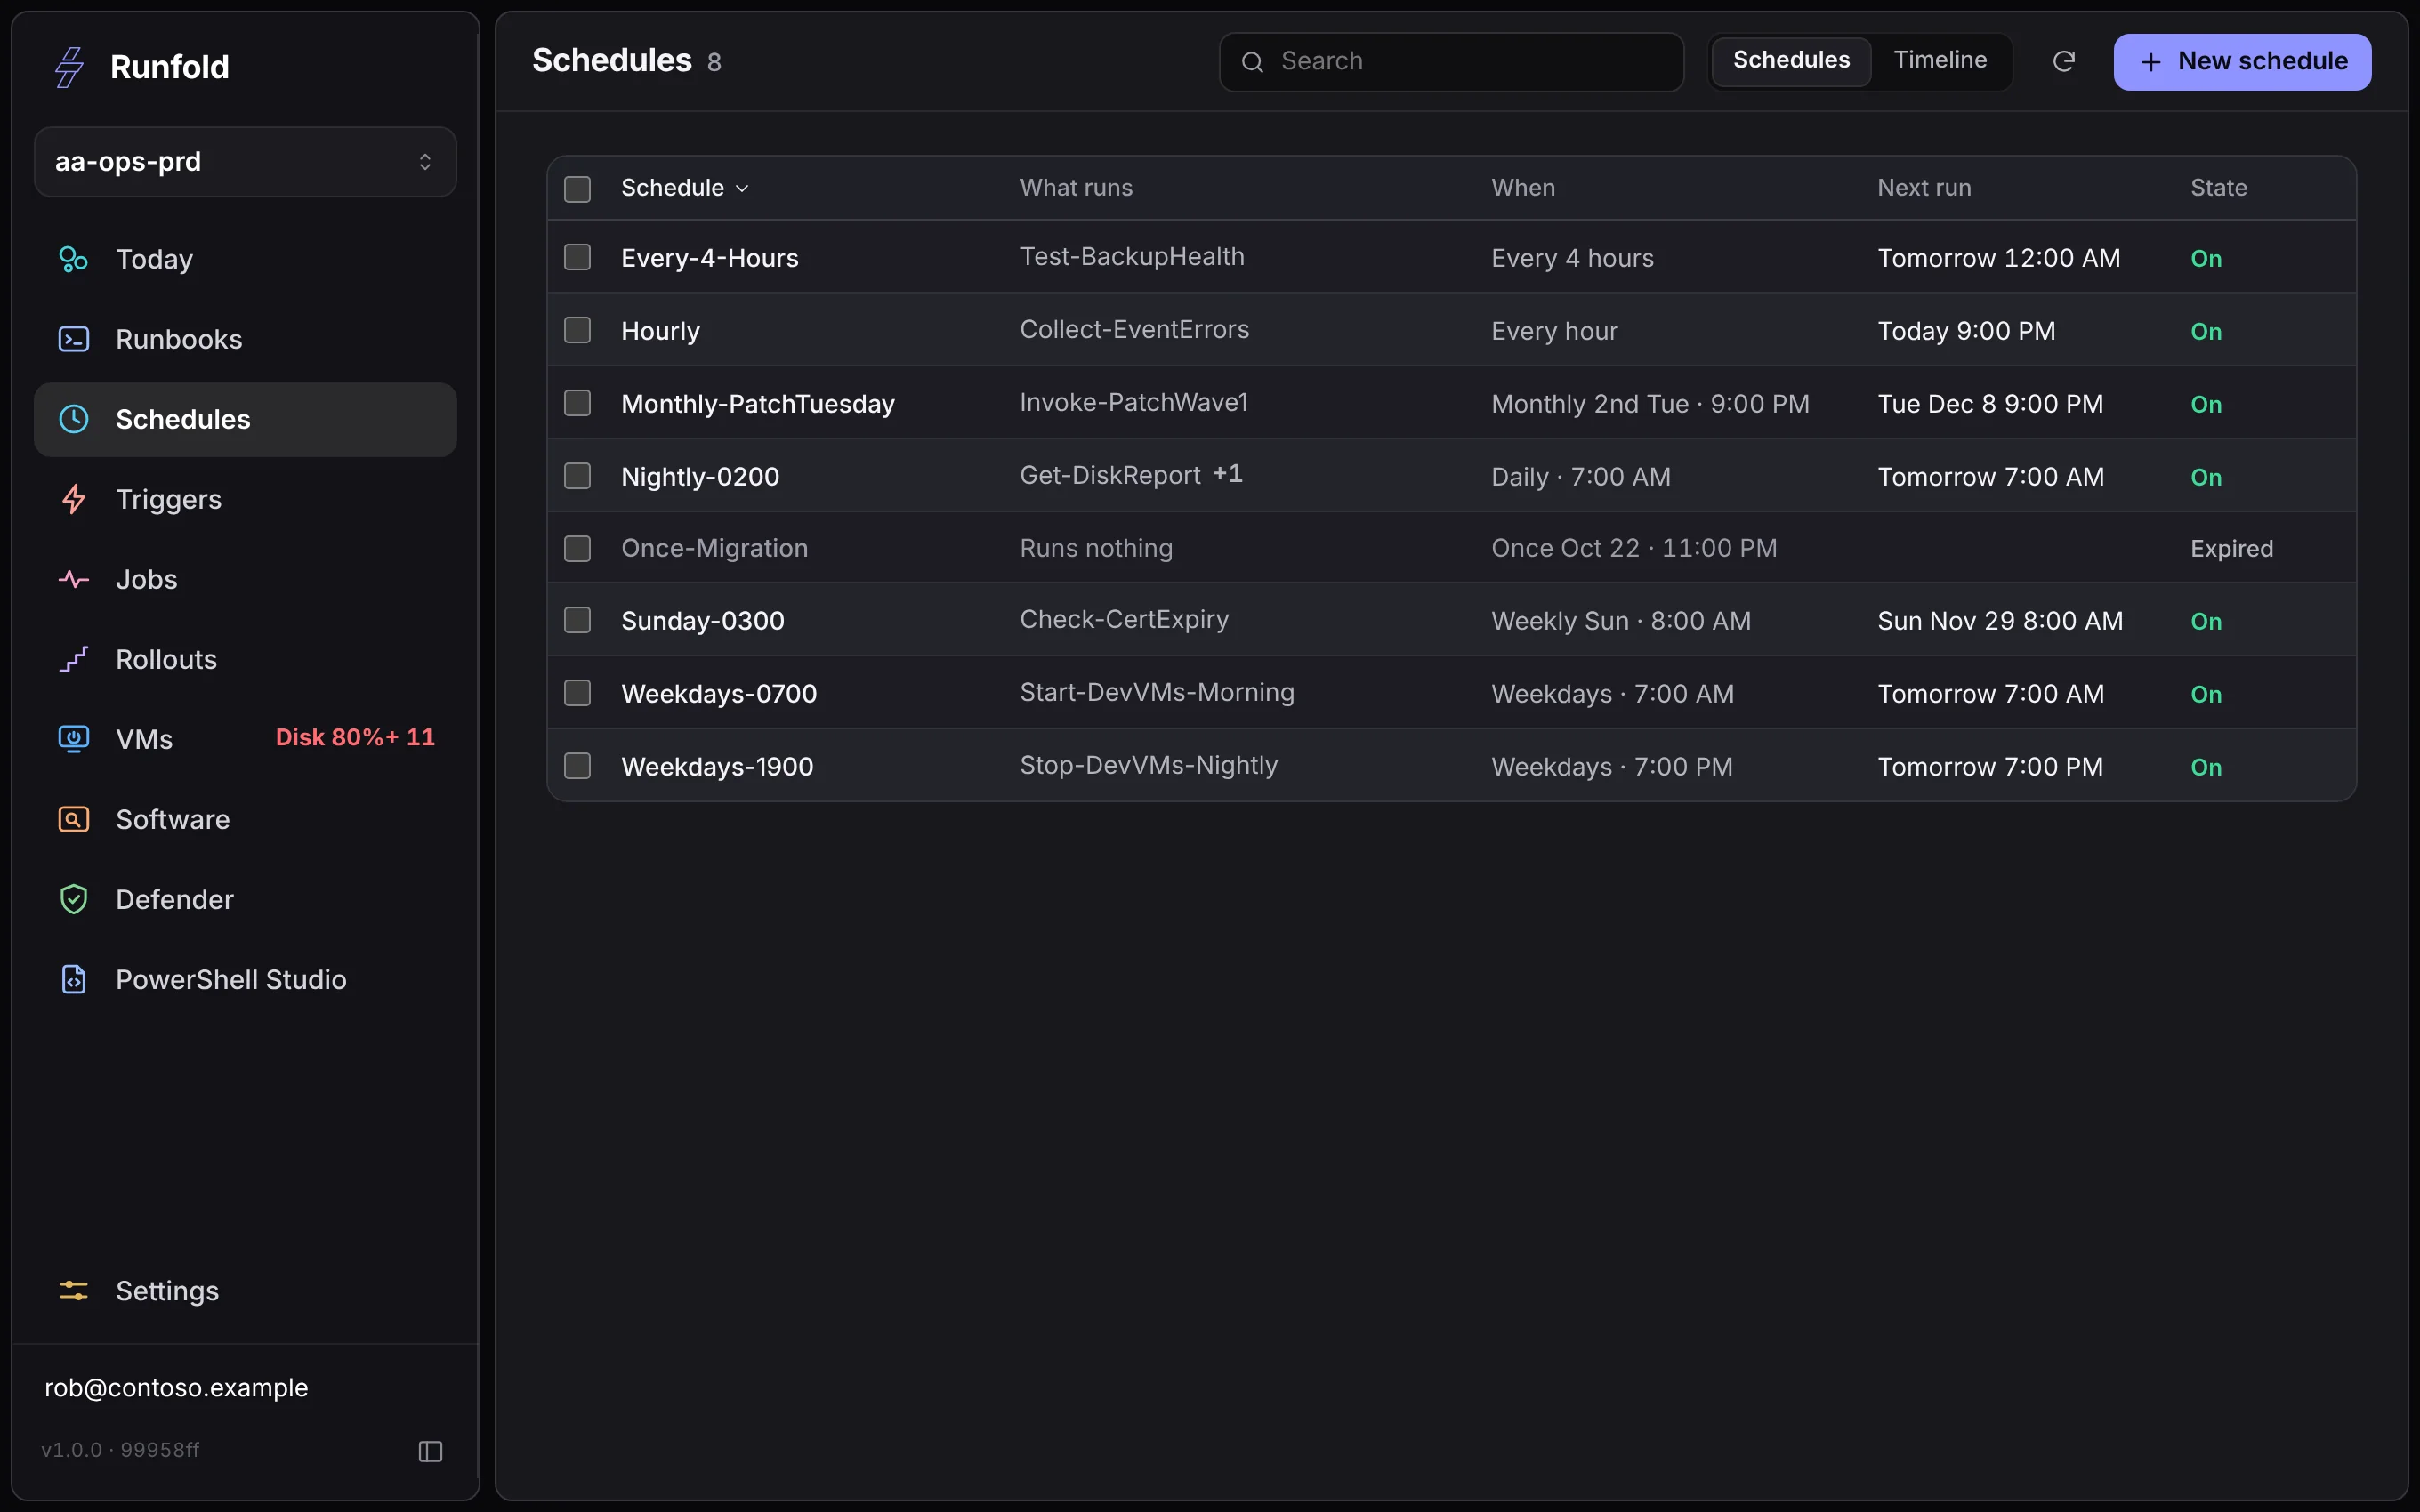 Runfold
aa-ops-prd
Today
Runbooks
Schedules
Triggers
Jobs
Rollouts
VMs Disk 80%+ 11
Software
Defender
PowerShell Studio
Settings
rob@contoso.example
v1.0.0 · 99958ff
Schedules 8
Search
Schedules Timeline
New schedule
Schedule What runs When Next run State
Every-4-Hours Test-BackupHealth Every 4 hours Tomorrow 12:00 AM On
Hourly Collect-EventErrors Every hour Today 9:00 PM On
Monthly-PatchTuesday Invoke-PatchWave1 Monthly 2nd Tue · 9:00 PM Tue Dec 8 9:00 PM On
Nightly-0200 Get-DiskReport +1 Daily · 7:00 AM Tomorrow 7:00 AM On
Once-Migration Runs nothing Once Oct 22 · 11:00 PM Expired
Sunday-0300 Check-CertExpiry Weekly Sun · 8:00 AM Sun Nov 29 8:00 AM On
Weekdays-0700 Start-DevVMs-Morning Weekdays · 7:00 AM Tomorrow 7:00 AM On
Weekdays-1900 Stop-DevVMs-Nightly Weekdays · 7:00 PM Tomorrow 7:00 PM On